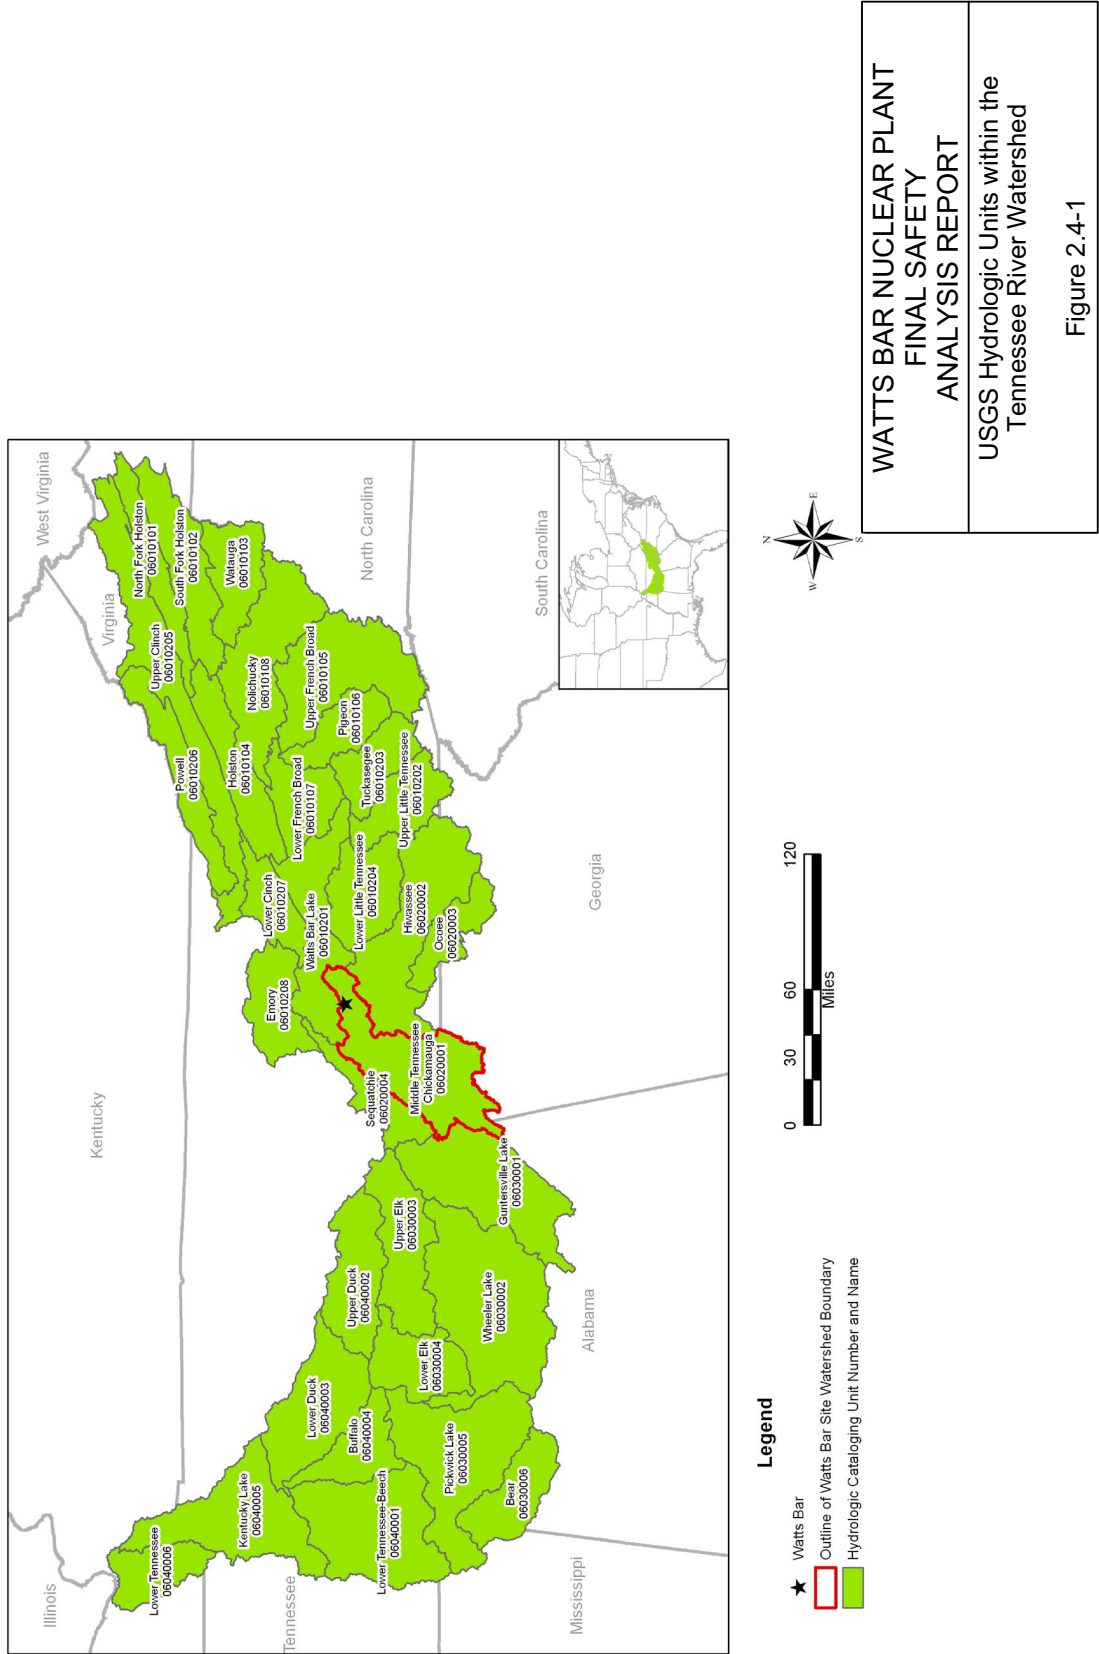 Illinois
Kentucky
West Virginia
Virginia
Lower Tennessee
06040006
Kentucky Lake
06040005
Lower Duck
06040003
Upper Duck
06040002
Buffalo
06040004
Lower Tennessee-Beech
06040001
Tennessee
Pickwick Lake
06030005
Bear
06030006
Lower Elk
06030004
Upper Elk
06030003
Wheeler Lake
06030002
Guntersville Lake
06030001
Sequatchie
06020004
Middle Tennessee
Chickamauga
06020001
Emory
06010208
Watts Bar Lake
06010201
Lower Cinch
06010207
Lower Little Tennessee
06010204
Hiwassee
06020002
Ocoee
06020003
Powell
06010206
Upper Clinch
06010205
North Fork Holston
06010101
South Fork Holston
06010102
Watauga
06010103
Holston
06010104
Nolichucky
06010108
Lower French Broad
06010107
Upper French Broad
06010105
Pigeon
06010106
Tuckasegee
06010203
Upper Little Tennessee
06010202
North Carolina
South Carolina
Georgia
Alabama
Mississippi
Legend
Watts Bar
Outline of Watts Bar Site Watershed Boundary
Hydrologic Cataloging Unit Number and Name
0 30 60 120
Miles
N
W E
S
WATTS BAR NUCLEAR PLANT
FINAL SAFETY
ANALYSIS REPORT
USGS Hydrologic Units within the
Tennessee River Watershed
Figure 2.4-1